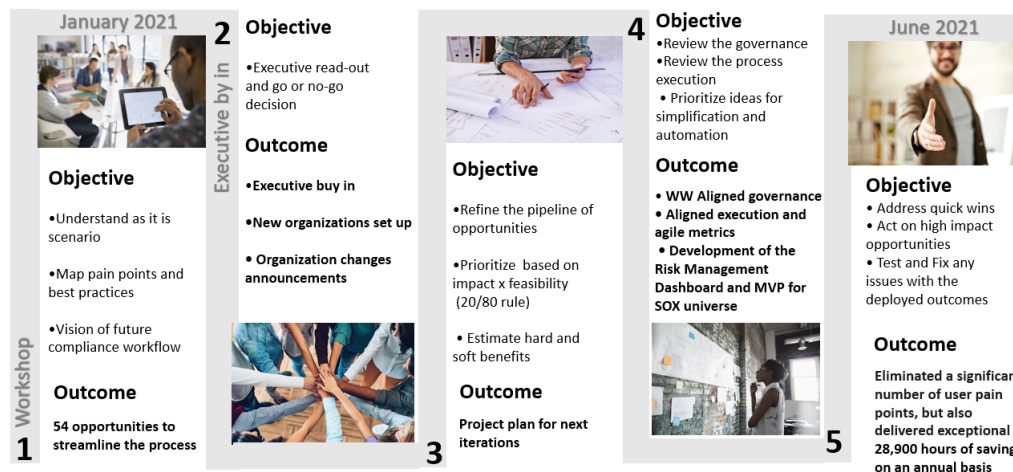 January 2021
Objective
•Understand as it is
scenario
•Map pain points and
best practices
•Vision of future
compliance workflow
Outcome
54 opportunities to
streamline the process
Workshop
1
2
Executive by in
Objective
•Executive read-out
and go or no-go
decision
Outcome
•Executive buy in
•New organizations set up
• Organization changes
announcements
Objective
•Refine the pipeline of
opportunities
•Prioritize based on
impact x feasibility
(20/80 rule)
• Estimate hard and
soft benefits
Outcome
Project plan for next
iterations
3
4
Objective
•Review the governance
•Review the process
execution
• Prioritize ideas for
simplification and
automation
Outcome
• WW Aligned governance
• Aligned execution and
agile metrics
• Development of the
Risk Management
Dashboard and MVP for
SOX universe
5
June 2021
Objective
• Address quick wins
• Act on high impact
opportunities
• Test and Fix any
issues with the
deployed outcomes
Outcome
Eliminated a significan
number of user pain
points, but also
delivered exceptional
28,900 hours of saving
on an annual basis